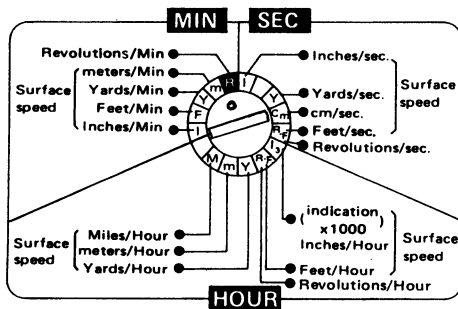 MIN SEC
Revolutions/Min
meters/Min
Yards/Min
Feet/Min
Inches/Min
Surface
speed
Inches/sec.
Yards/sec.
cm/sec.
Feet/sec.
Revolutions/sec.
Surface
speed
I F Y m R I Y Cm R F I3 R F Y m M
Surface
speed
Miles/Hour
meters/Hour
Yards/Hour
(indication
x1000)
Inches/Hour
Feet/Hour
Revolutions/Hour
Surface
speed
HOUR